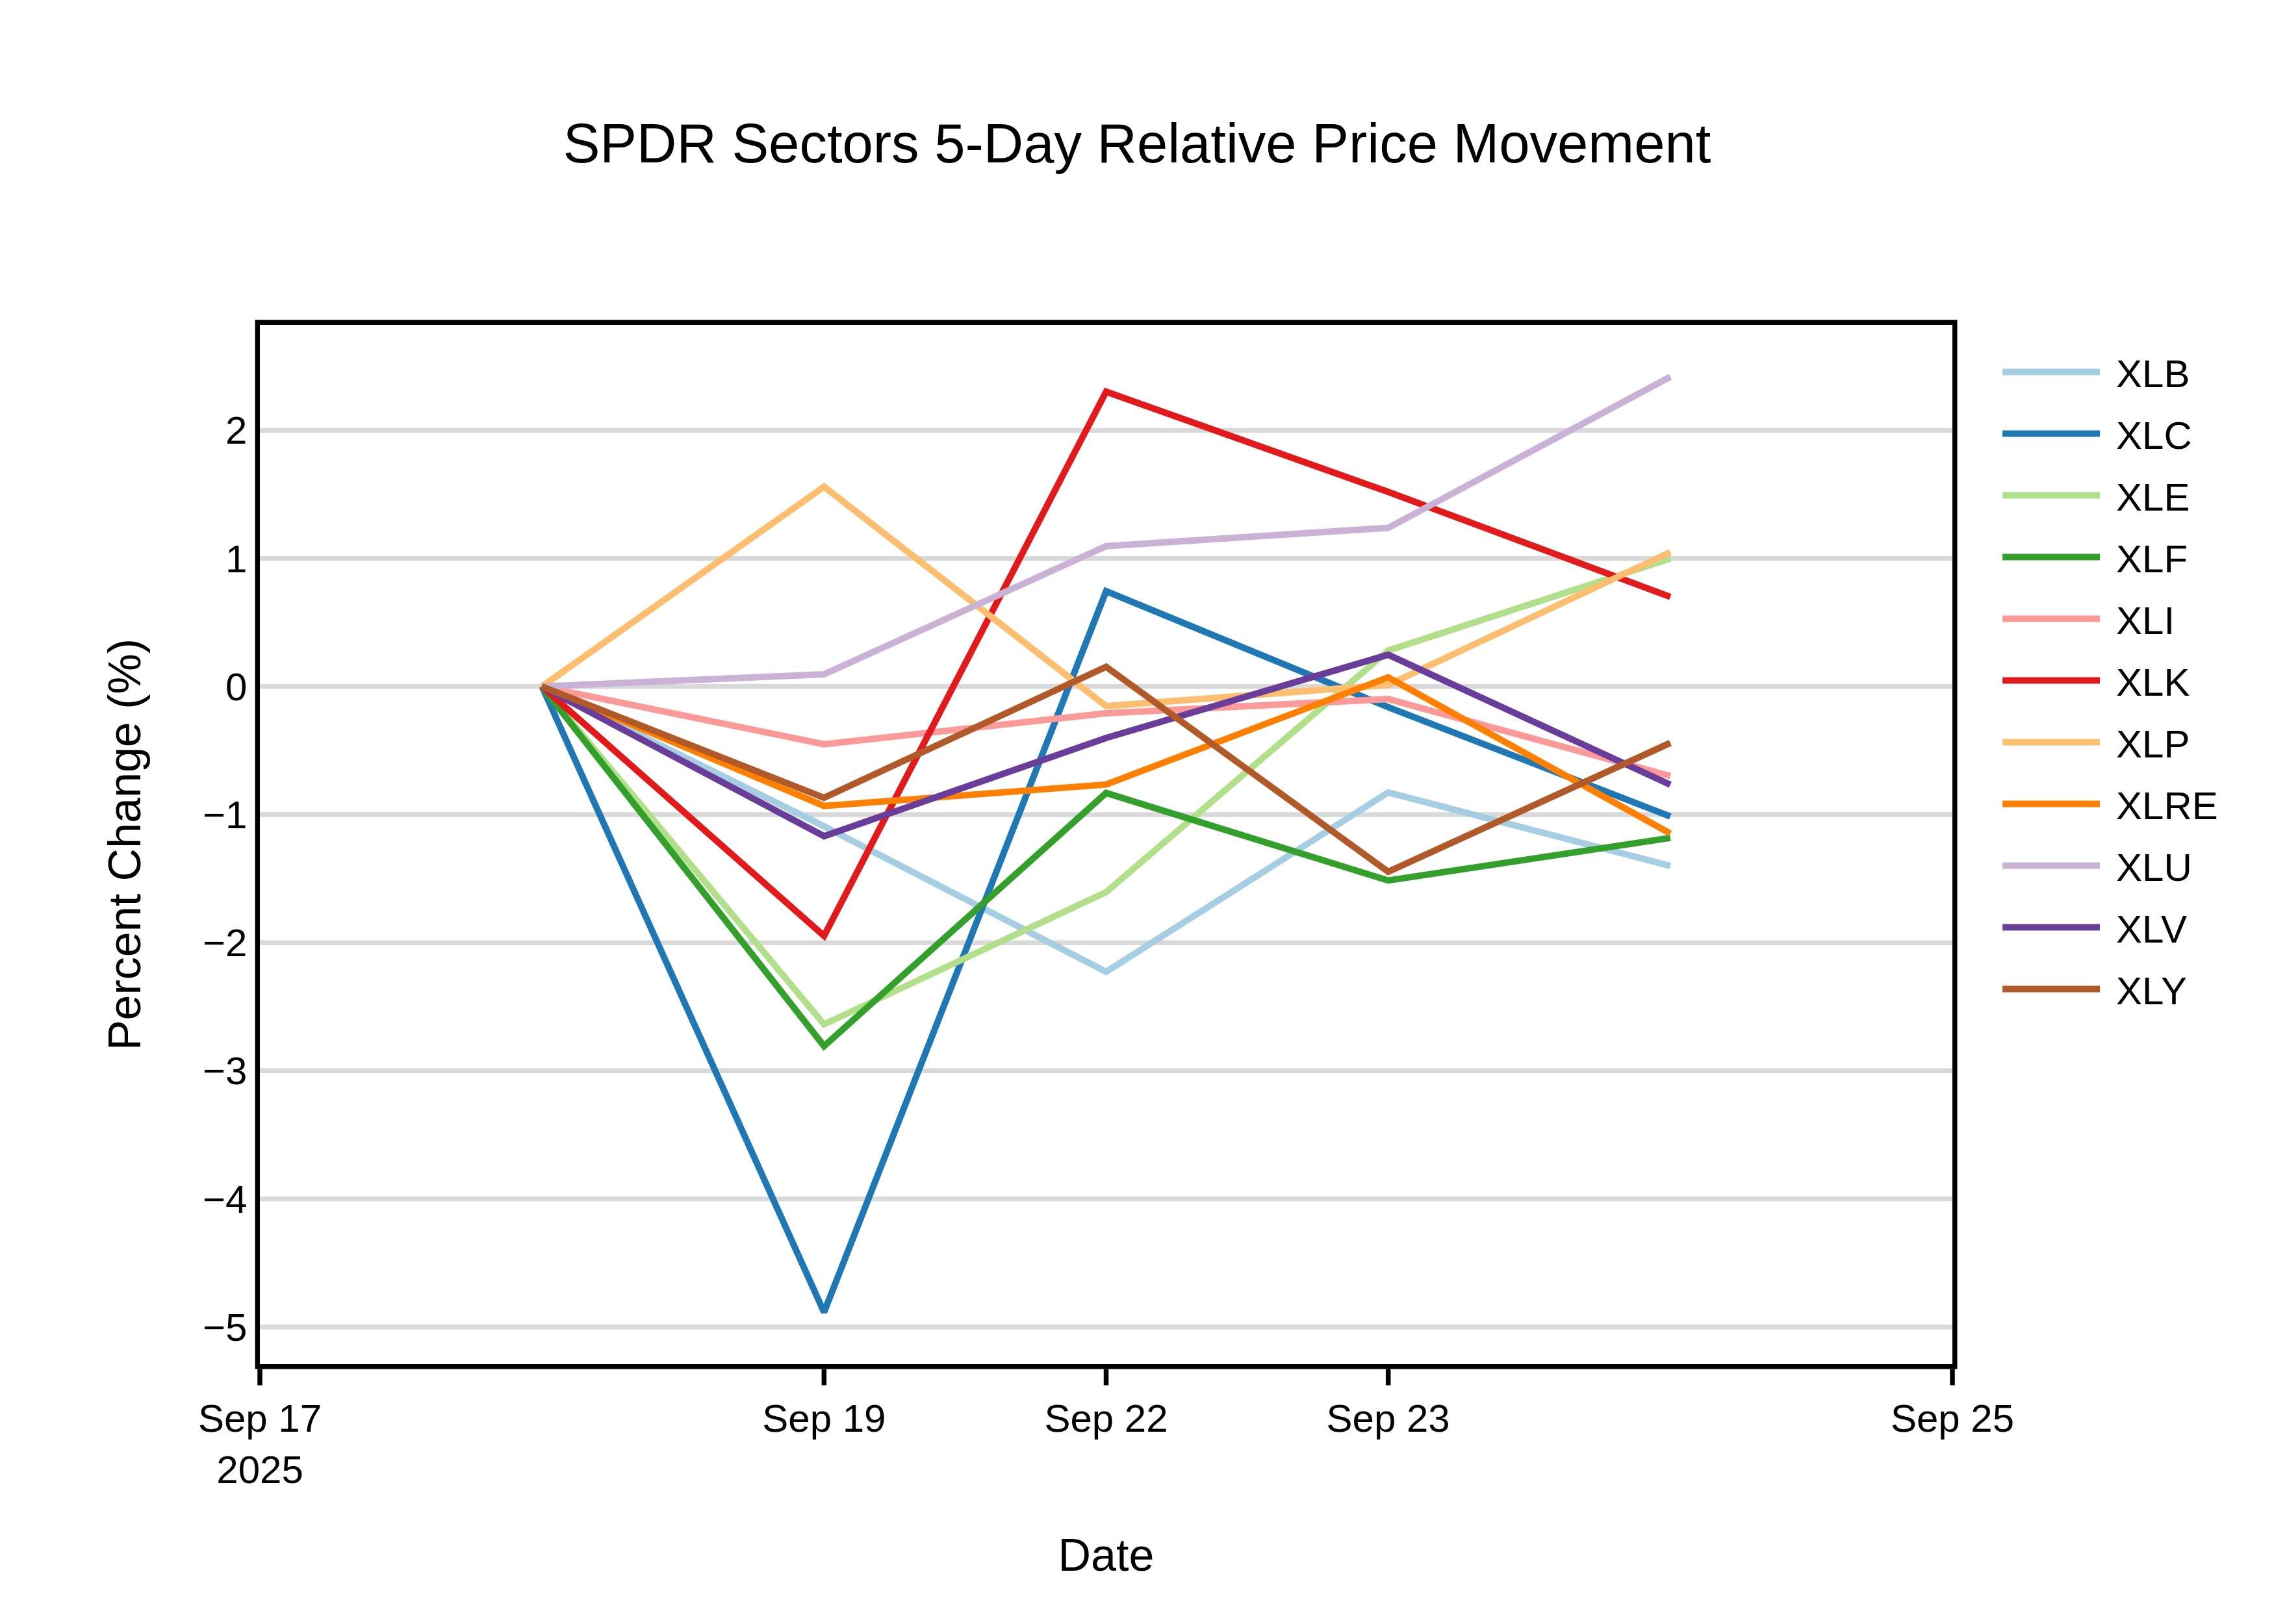 SPDR Sectors 5-Day Relative Price Movement
Percent Change (%)
2
1
0
−1
−2
−3
−4
−5
Sep 17
2025
Sep 19
Sep 22
Sep 23
Sep 25
Date
XLB
XLC
XLE
XLF
XLI
XLK
XLP
XLRE
XLU
XLV
XLY